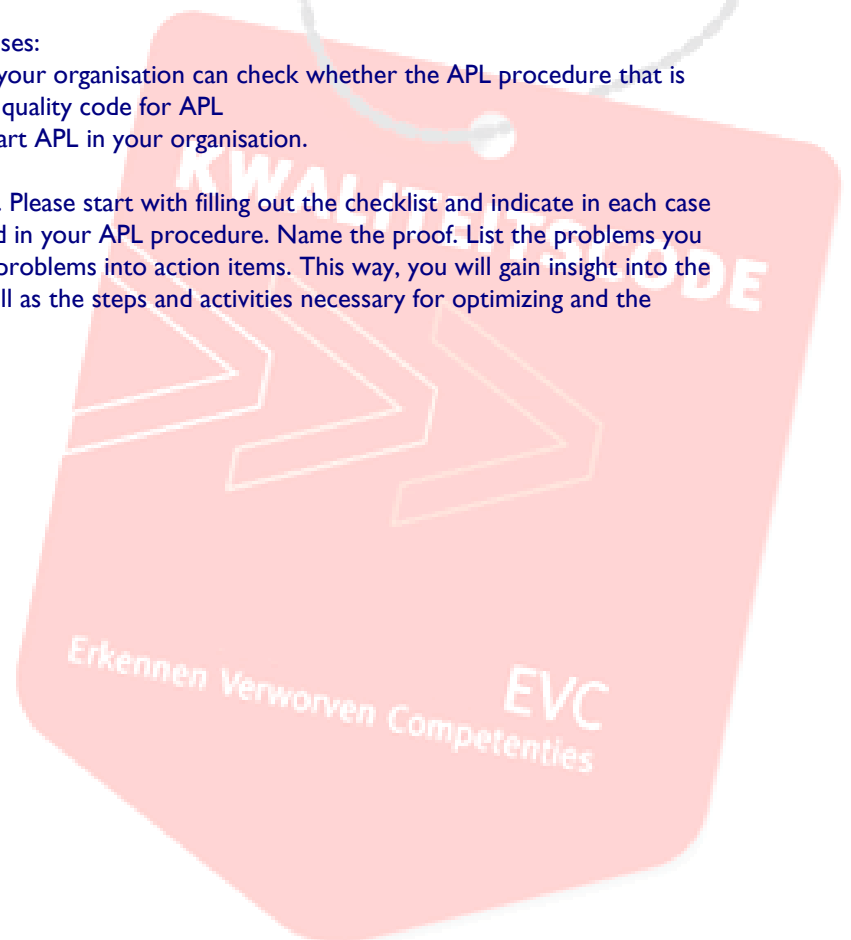 ses:
your organisation can check whether the APL procedure that is
quality code for APL
art APL in your organisation.
. Please start with filling out the checklist and indicate in each case
d in your APL procedure. Name the proof. List the problems you
problems into action items. This way, you will gain insight into the
ll as the steps and activities necessary for optimizing and the
KWALITEITSCODE
EVC
Erkennen Verworven Competenties